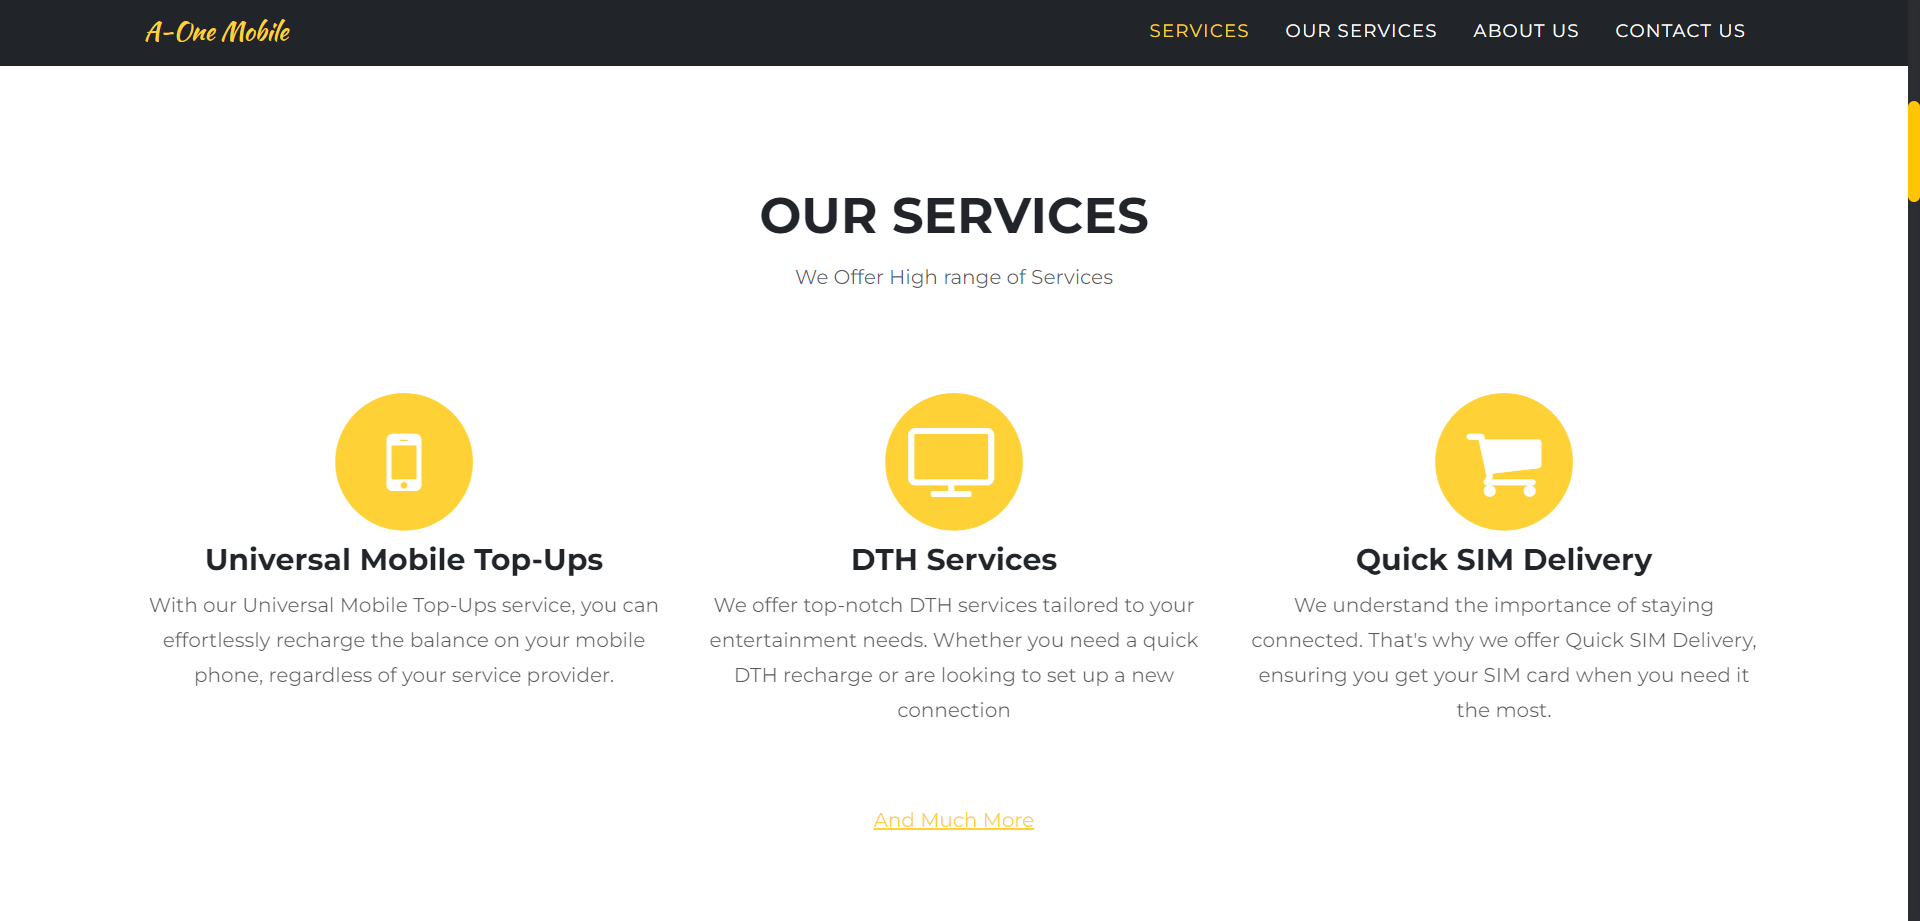 A-One Mobile
SERVICES OUR SERVICES ABOUT US CONTACT US
OUR SERVICES
We Offer High range of Services
Universal Mobile Top-Ups
With our Universal Mobile Top-Ups service, you can
effortlessly recharge the balance on your mobile
phone, regardless of your service provider.
DTH Services
We offer top-notch DTH services tailored to your
entertainment needs. Whether you need a quick
DTH recharge or are looking to set up a new
connection
Quick SIM Delivery
We understand the importance of staying
connected. That's why we offer Quick SIM Delivery,
ensuring you get your SIM card when you need it
the most.
And Much More